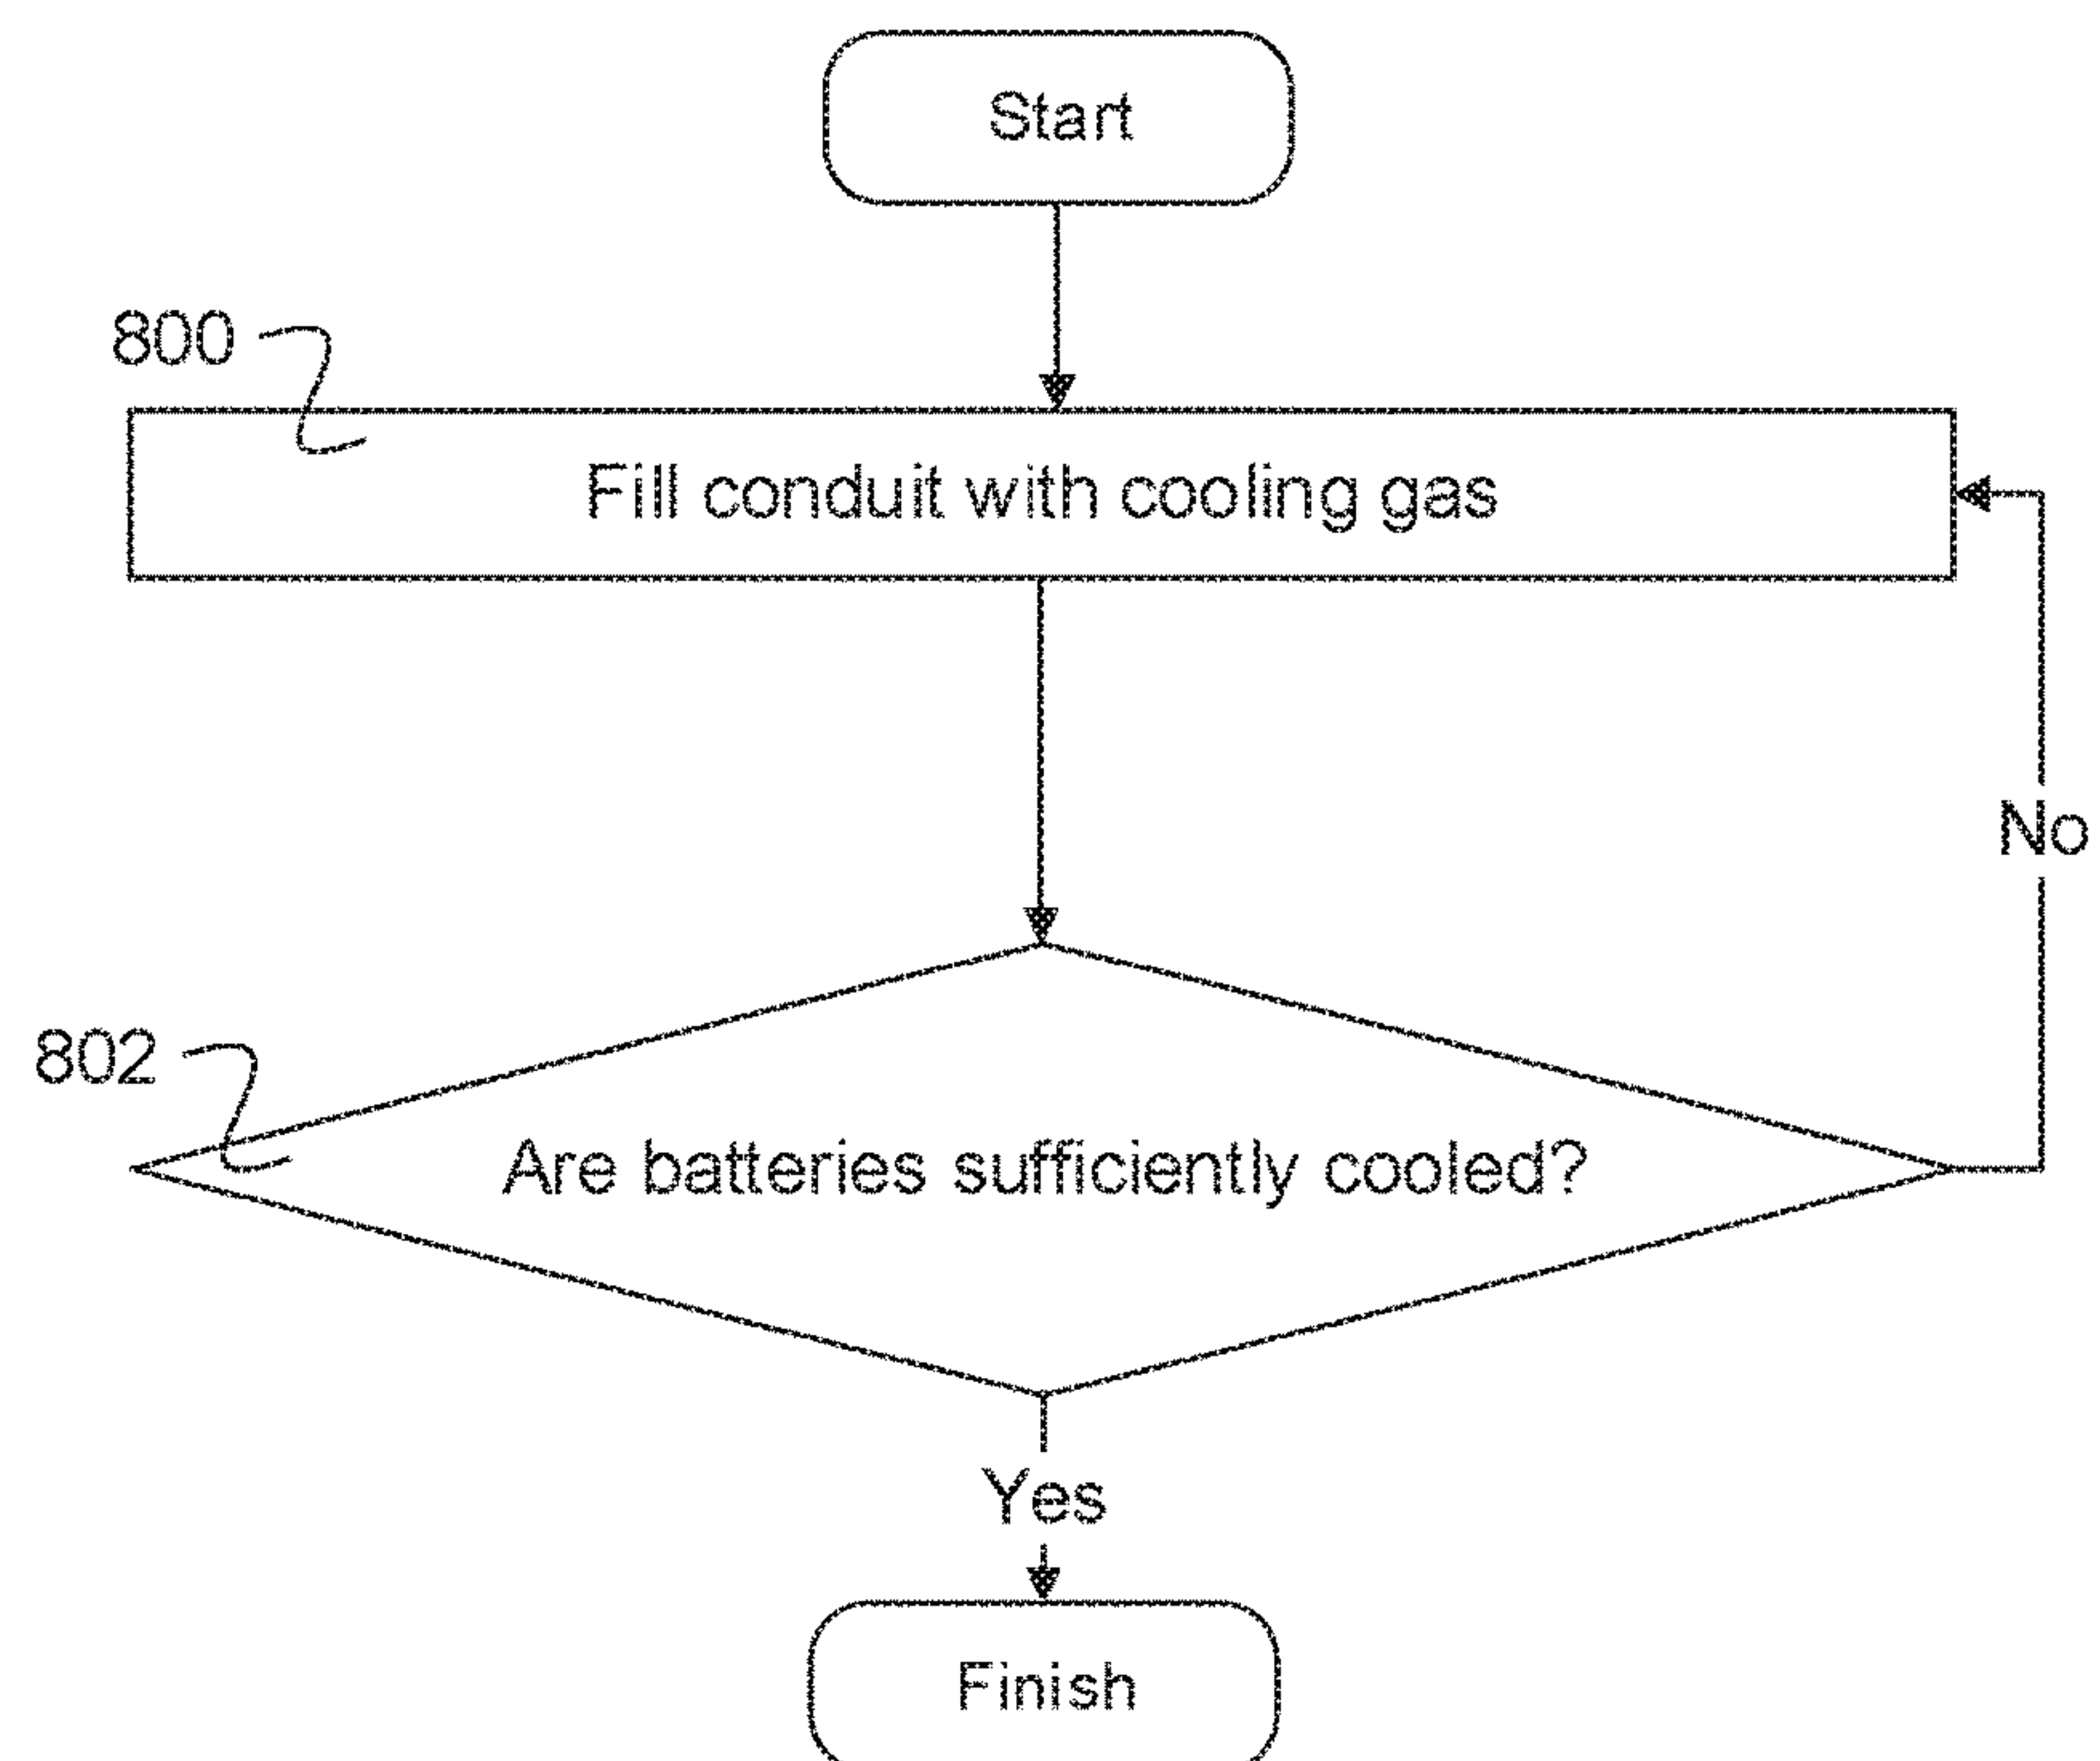 Start
800
Fill conduit with cooling gas
No
802
Are batteries sufficiently cooled?
Yes
Finish